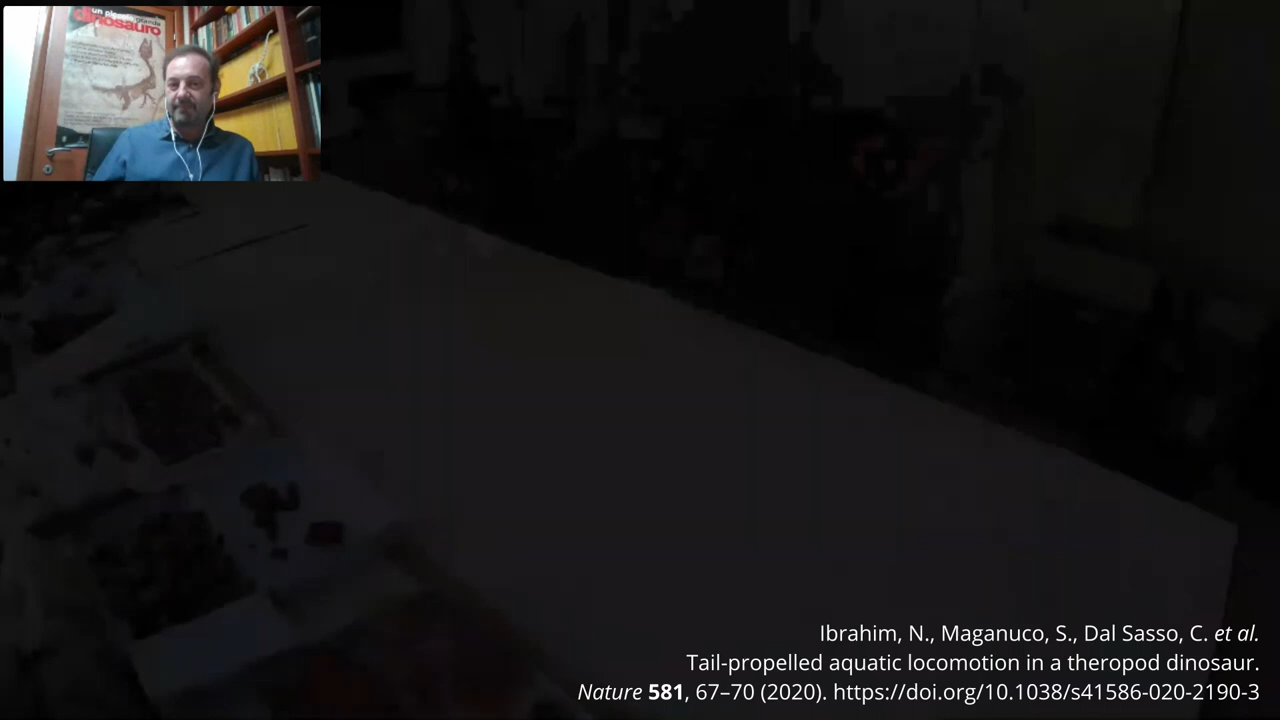 un piccolo grande
dinosauro
Ibrahim, N., Maganuco, S., Dal Sasso, C. et al.
Tail-propelled aquatic locomotion in a theropod dinosaur.
Nature 581, 67–70 (2020). https://doi.org/10.1038/s41586-020-2190-3